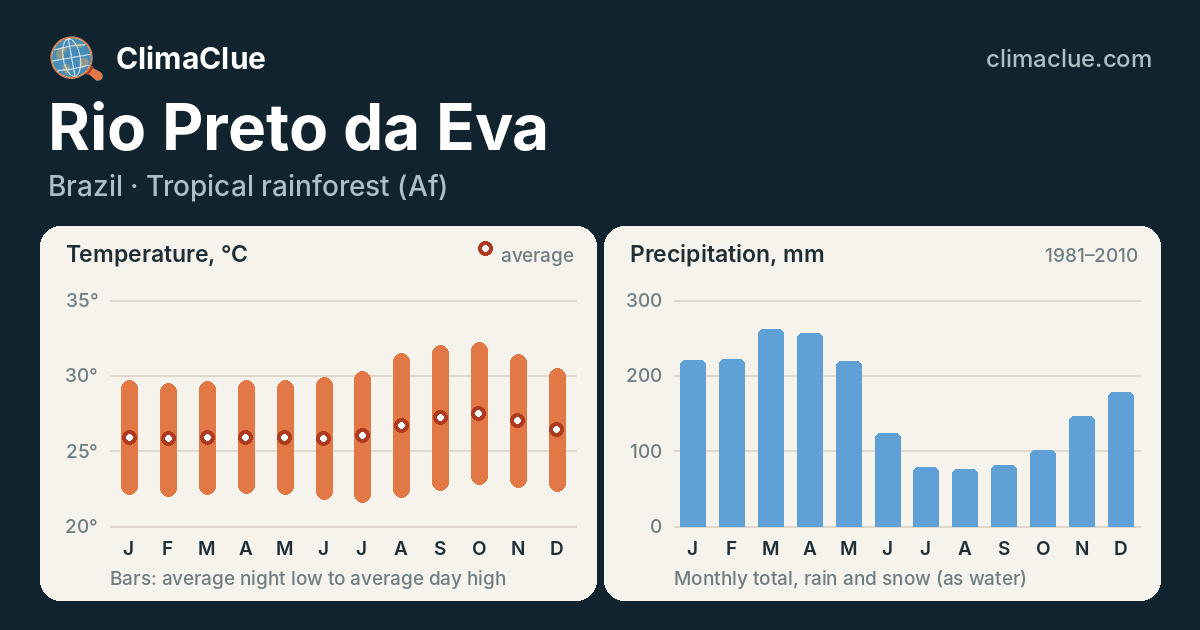 ClimaClue
climaclue.com
Rio Preto da Eva
Brazil · Tropical rainforest (Af)
Temperature, °C
average
35°
30°
25°
20°
J F M A M J J A S O N D
Bars: average night low to average day high
Precipitation, mm
1981–2010
300
200
100
0
J F M A M J J A S O N D
Monthly total, rain and snow (as water)